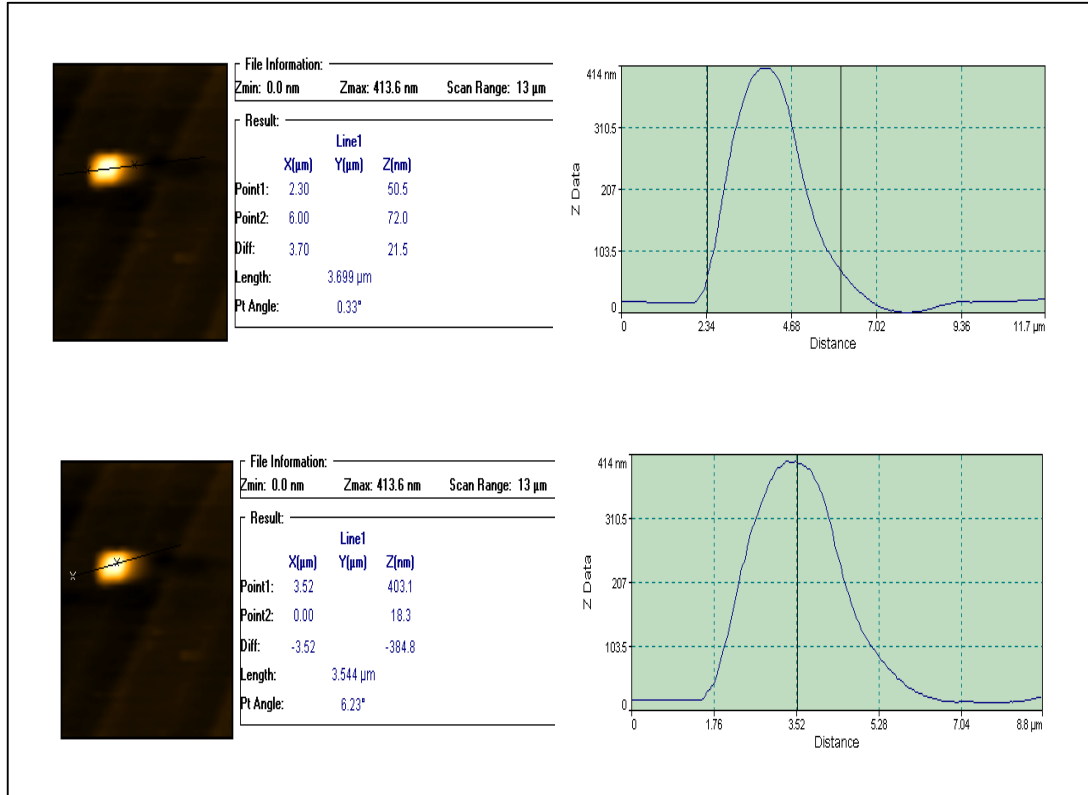 File Information:
Zmin: 0.0 nm Zmax: 413.6 nm Scan Range: 13 µm
Result:
Line1
X(µm) Y(µm) Z(nm)
Point1: 2.30 50.5
Point2: 6.00 72.0
Diff: 3.70 21.5
Length: 3.699 µm
Pt Angle: 0.33°
414 nm
310.5
207
103.5
0
Z Data
0 2.34 4.68 7.02 9.36 11.7 µm
Distance
File Information:
Zmin: 0.0 nm Zmax: 413.6 nm Scan Range: 13 µm
Result:
Line1
X(µm) Y(µm) Z(nm)
Point1: 3.52 403.1
Point2: 0.00 18.3
Diff: -3.52 -384.8
Length: 3.544 µm
Pt Angle: 6.23°
414 nm
310.5
207
103.5
0
Z Data
0 1.76 3.52 5.28 7.04 8.8 µm
Distance